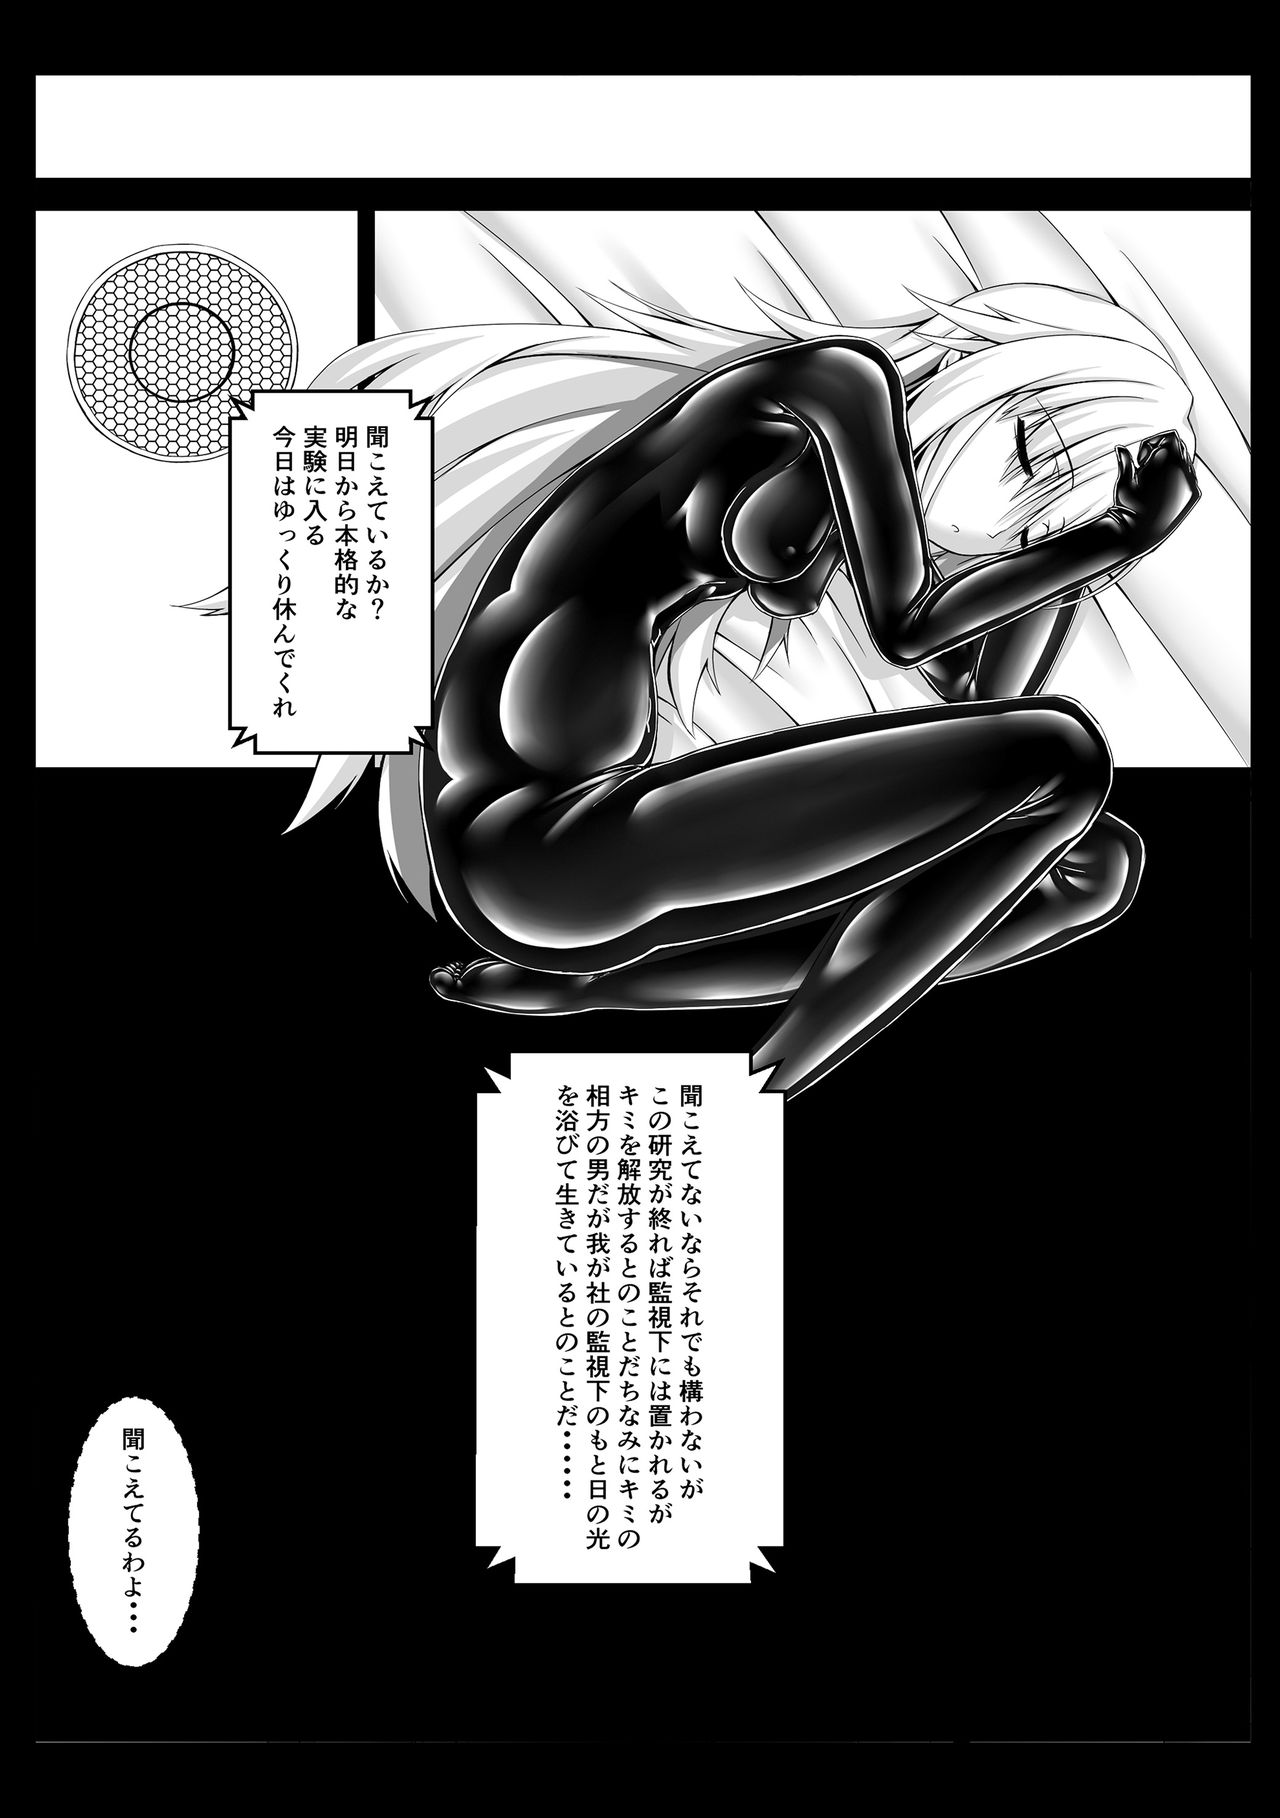 聞こえているか?
明日から本格的な
実験に入る
今日はゆっくり休んでくれ
聞こえてないならそれでも構わないが
この研究が終れば監視下には置かれるが
キミを解放するとのことだちなみにキミの
相方の男だが我が社の監視下のもと日の光
を浴びて生きているとのことだ・・・・・・
聞こえてるわよ・・・